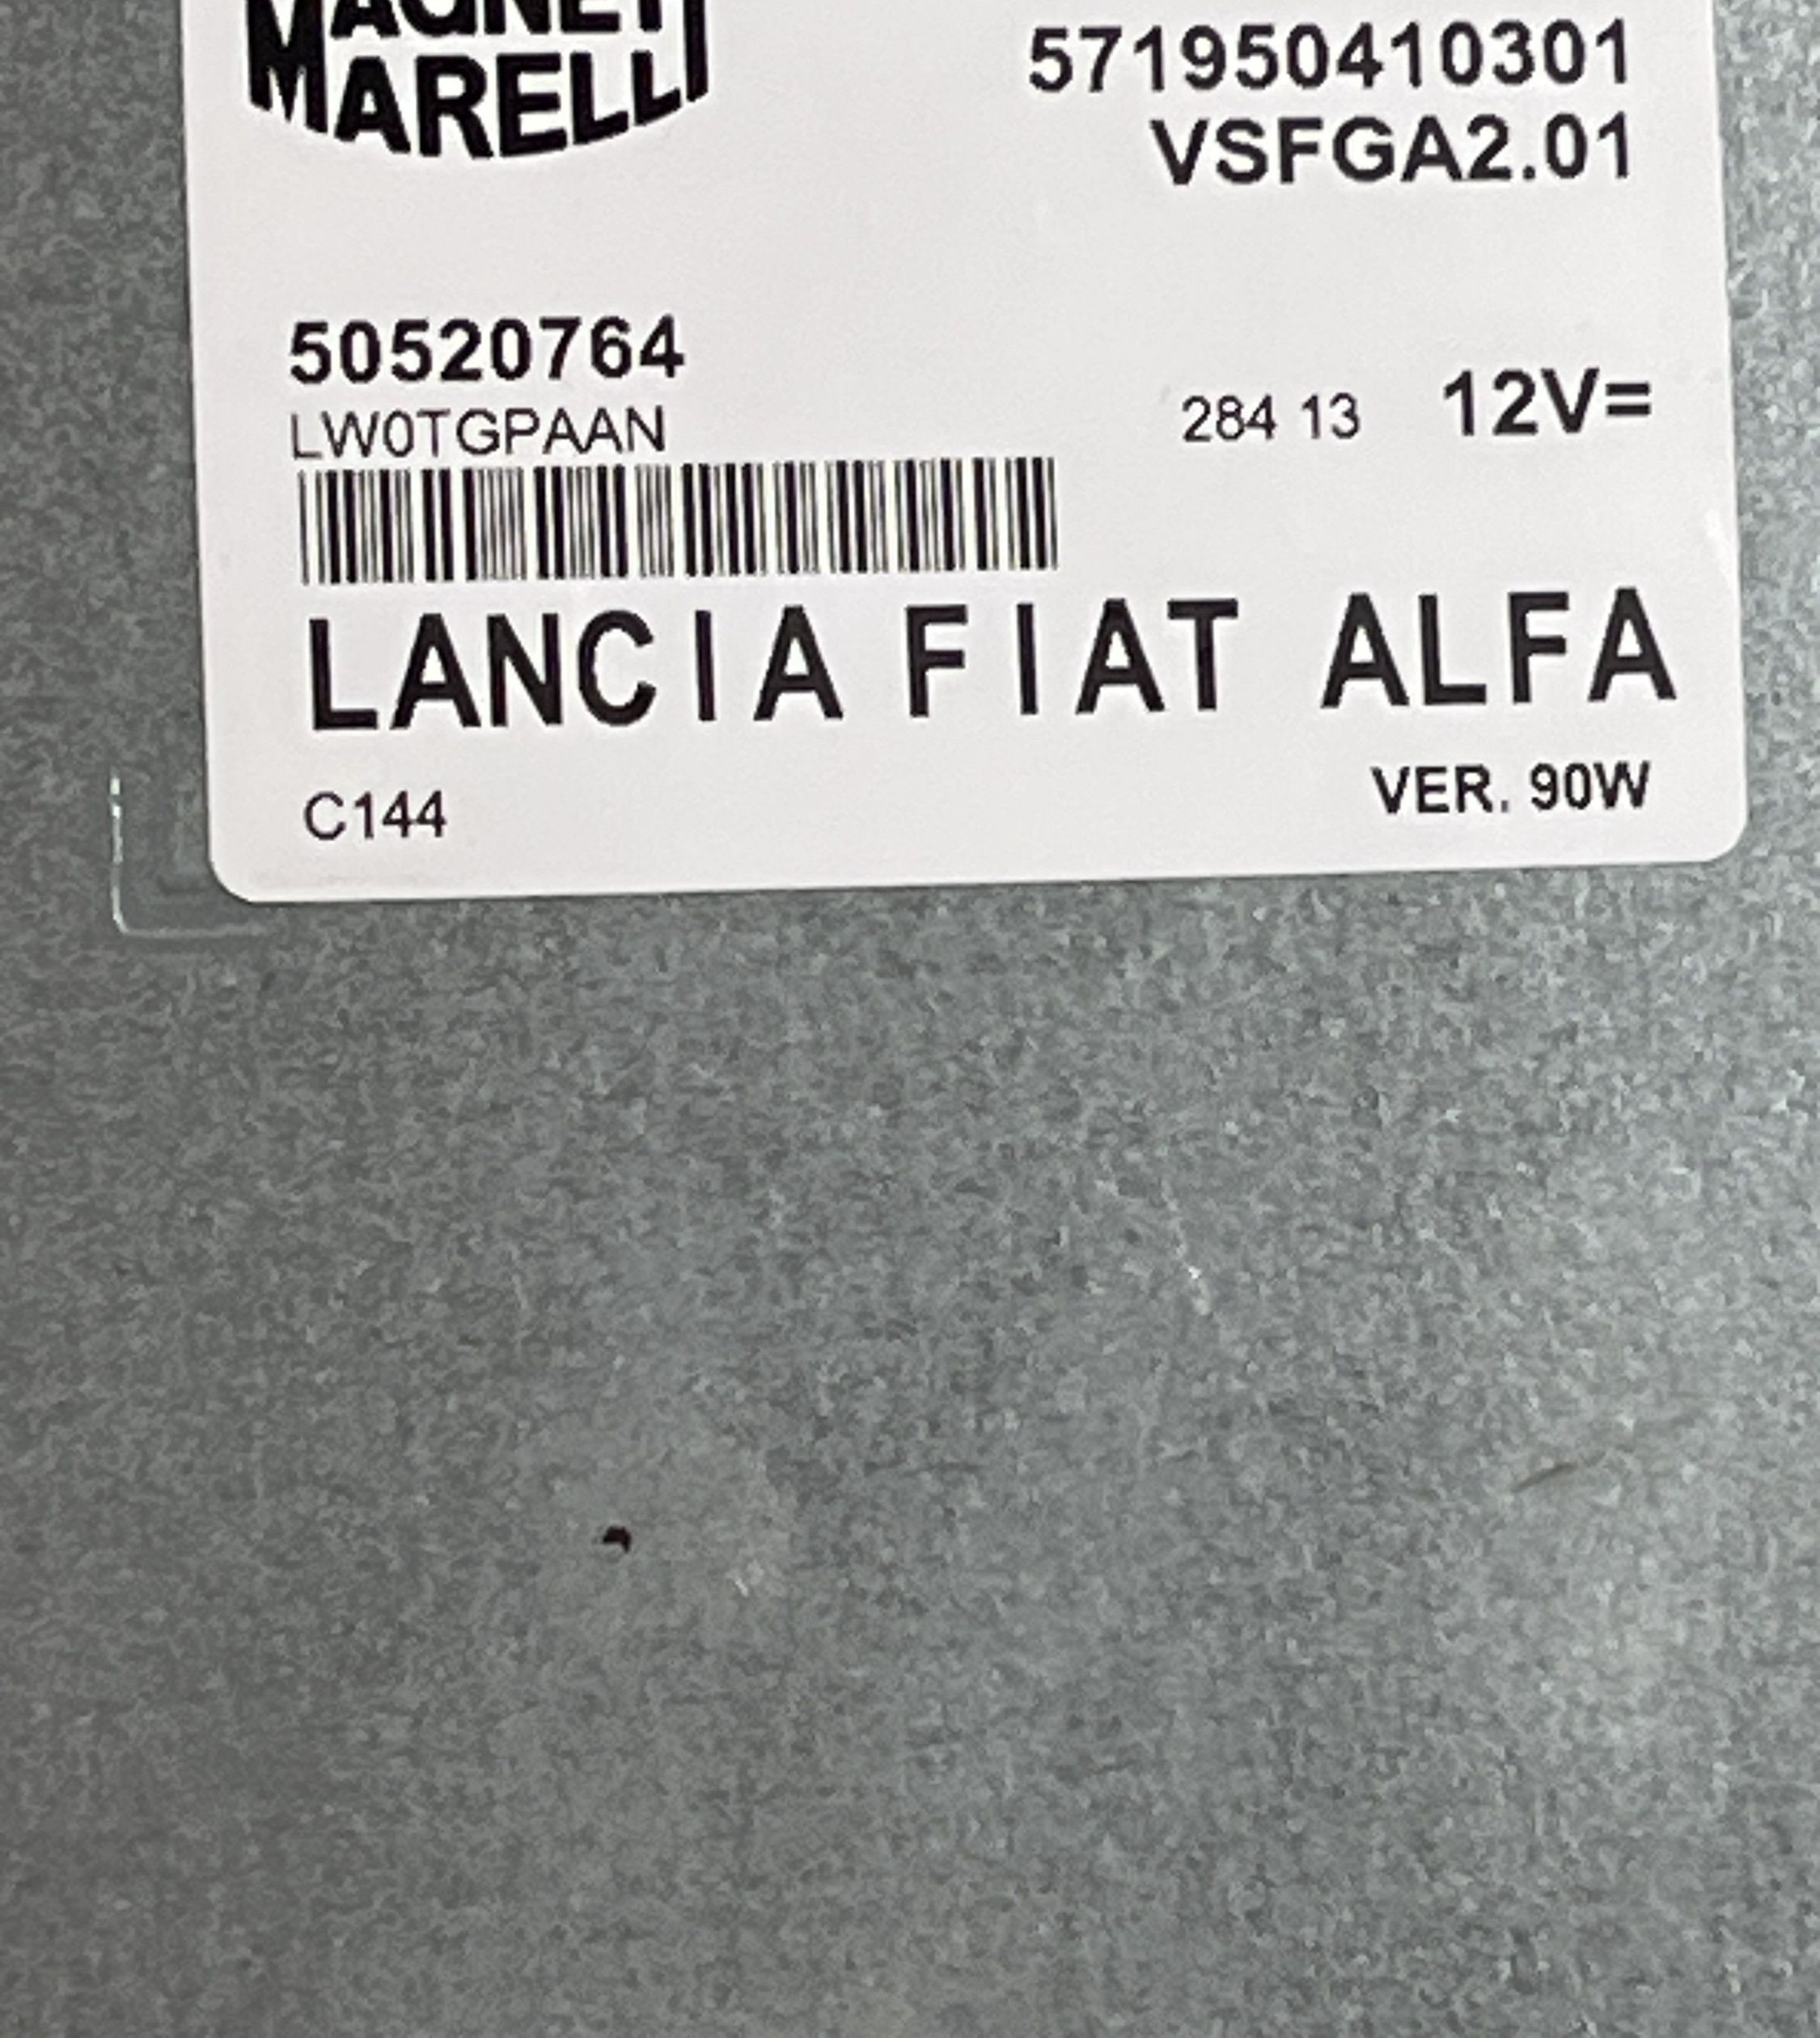 MAGNETI
MARELLI
571950410301
VSFGA2.01
50520764
LW0TGPAAN
284 13 12V=
LANCIA FIAT ALFA
C144
VER. 90W